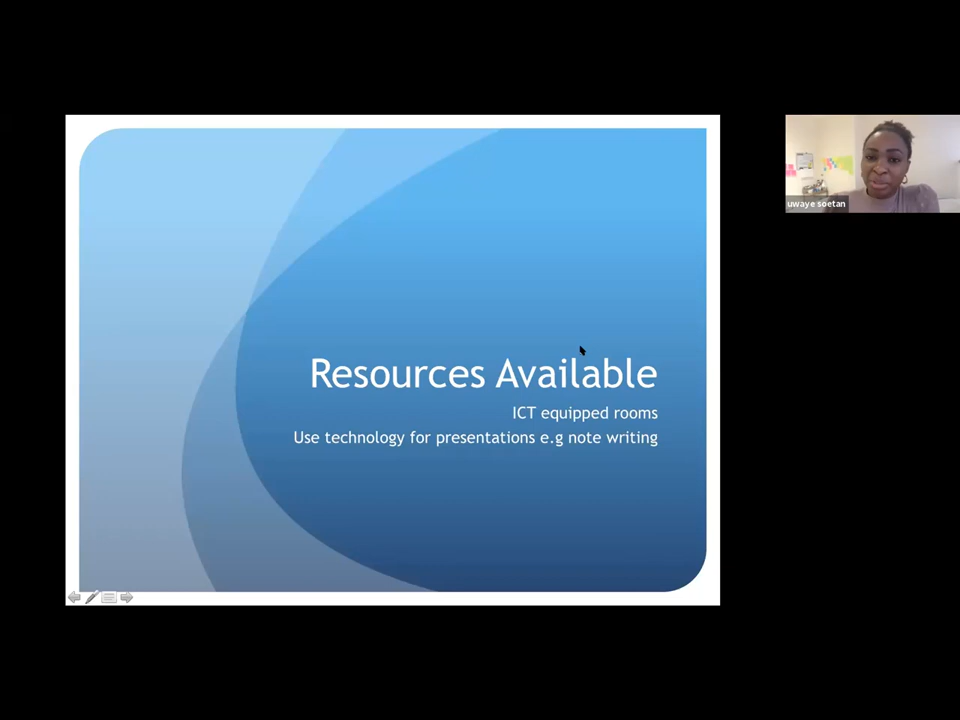 Resources Available
ICT equipped rooms
Use technology for presentations e.g note writing
uwaye soetan